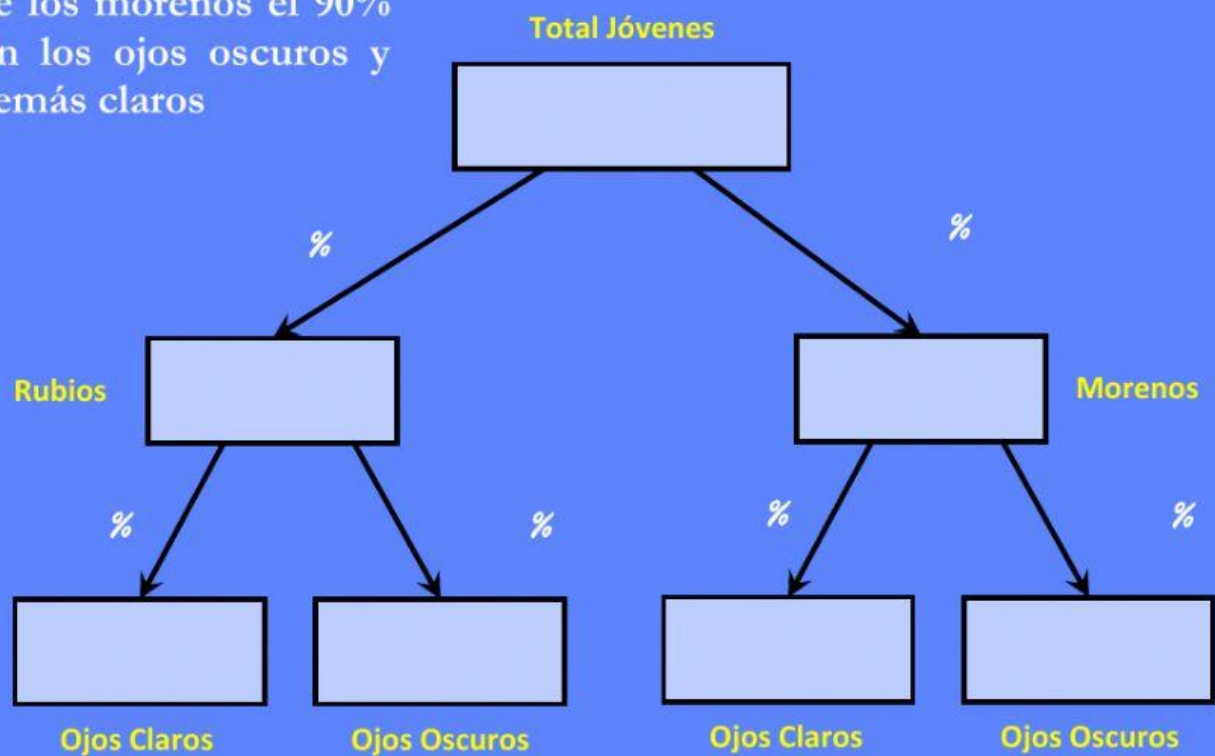 los morenos el 90%
los ojos oscuros y
claros
Total Jóvenes
%
%
Rubios
Morenos
%
%
%
%
Ojos Claros
Ojos Oscuros
Ojos Claros
Ojos Oscuros